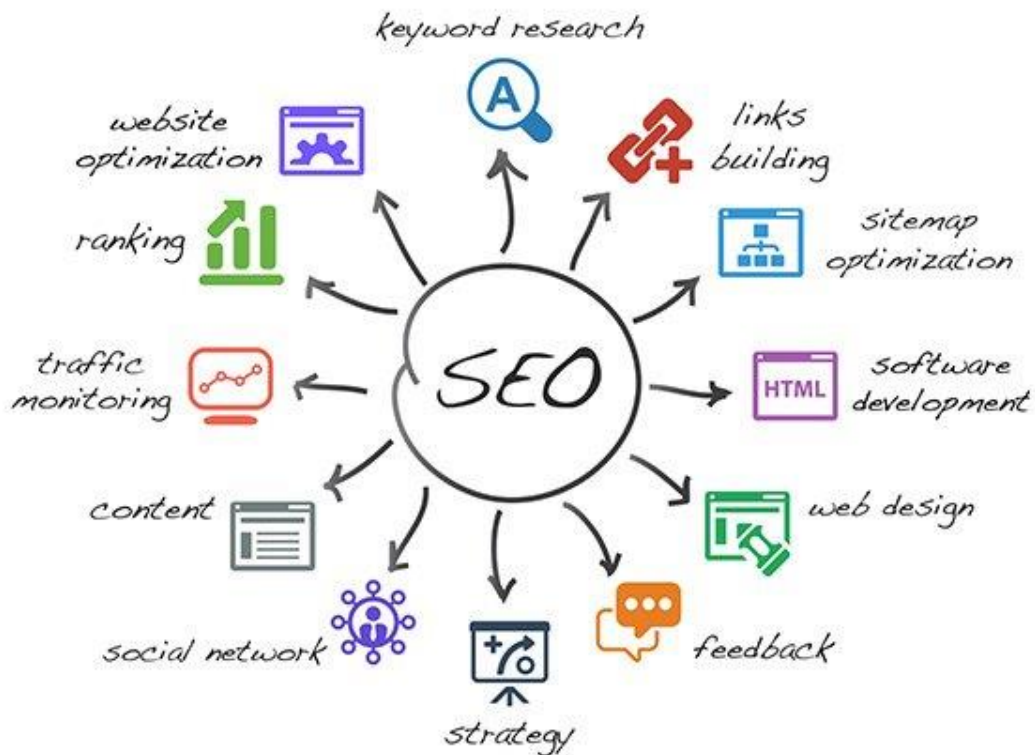 keyword research
A
links
building
website
optimization
sitemap
optimization
ranking
SEO
software
development
HTML
traffic
monitoring
content
web design
social network
feedback
strategy